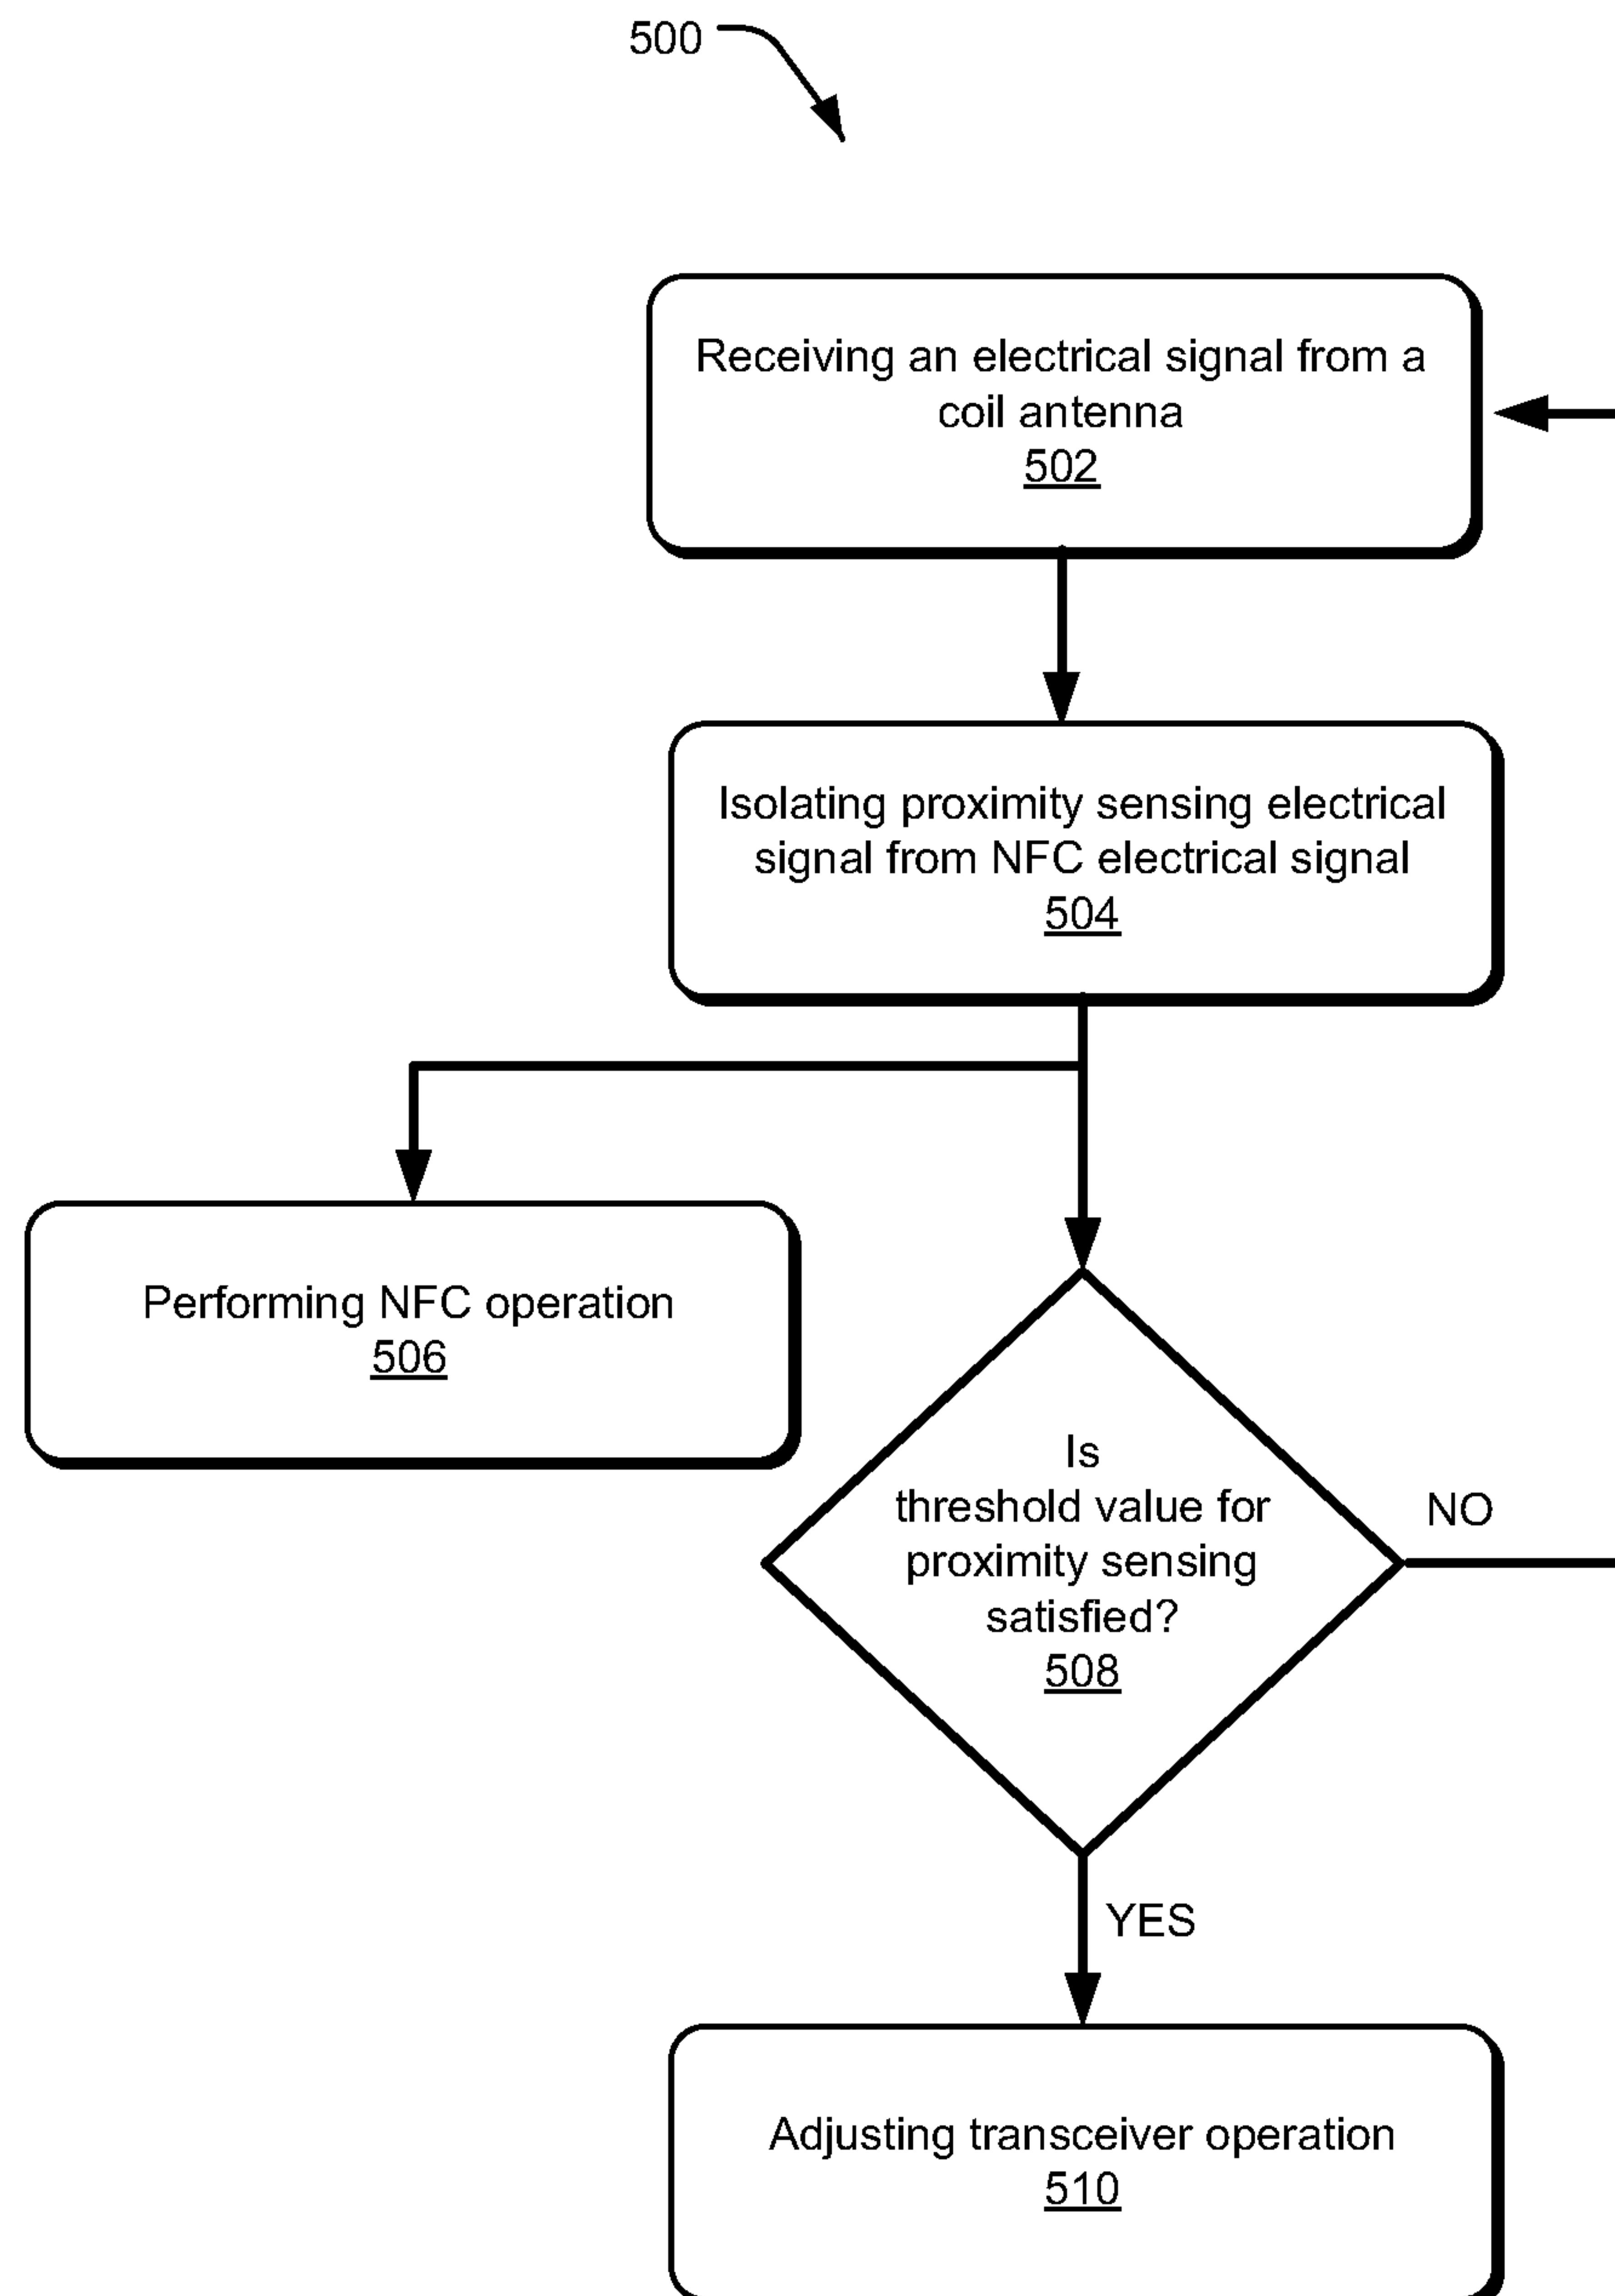 500
Receiving an electrical signal from a
coil antenna
502
Isolating proximity sensing electrical
signal from NFC electrical signal
504
Performing NFC operation
506
Is
threshold value for
proximity sensing
satisfied?
508
NO
YES
Adjusting transceiver operation
510